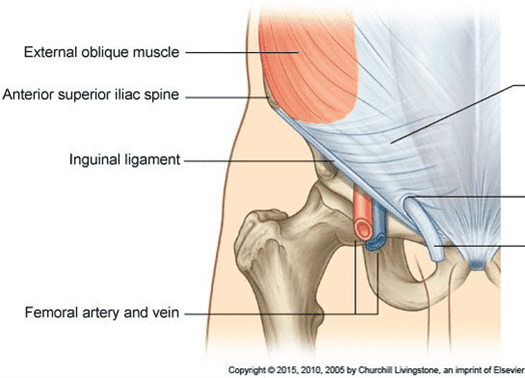 External oblique muscle
Anterior superior iliac spine
Inguinal ligament
Femoral artery and vein
Copyright © 2015, 2010, 2005 by Churchill Livingstone, an imprint of Elsevier